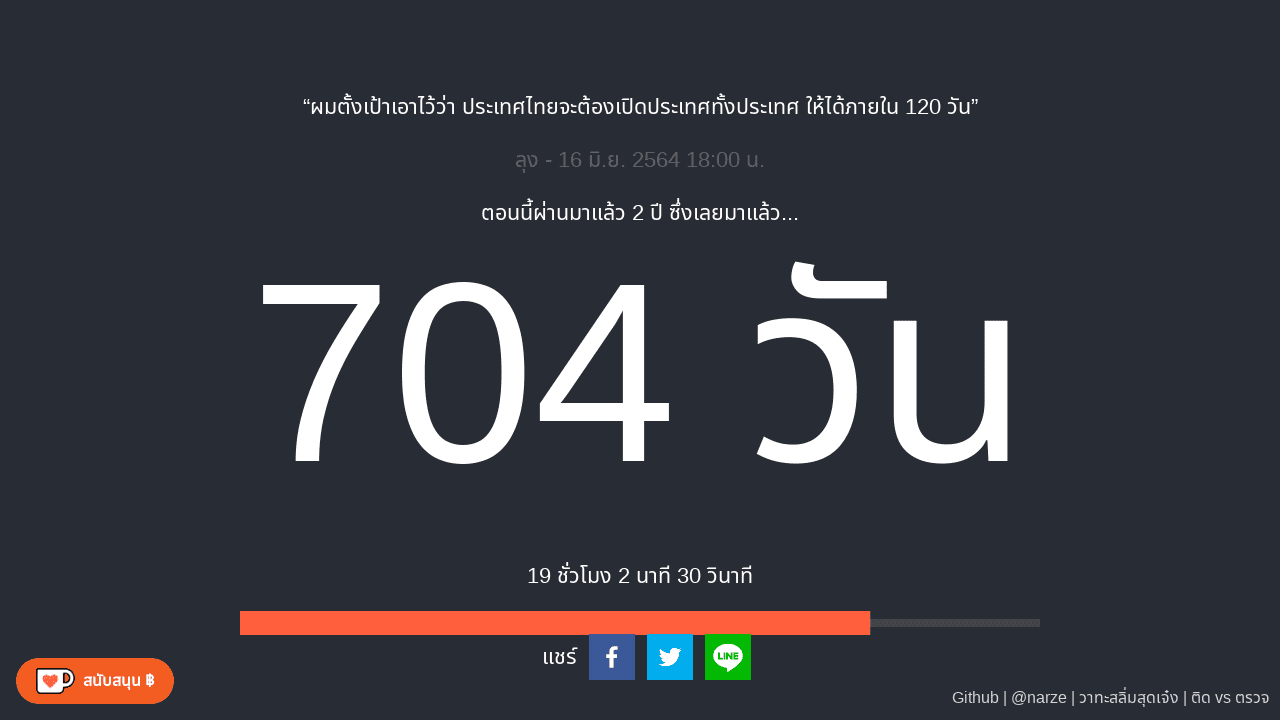 “ผมตั้งเป้าเอาไว้ว่า ประเทศไทยจะต้องเปิดประเทศทั้งประเทศ ให้ได้ภายใน 120 วัน”
ลุง - 16 มิ.ย. 2564 18:00 น.
ตอนนี้ผ่านมาแล้ว 2 ปี ซึ่งเลยมาแล้ว...
704 วัน
19 ชั่วโมง 2 นาที 30 วินาที
แชร์
LINE
สนับสนุน ฿
Github | @narze | วาทะสลิ่มสุดเจ๋ง | ติด vs ตรวจ